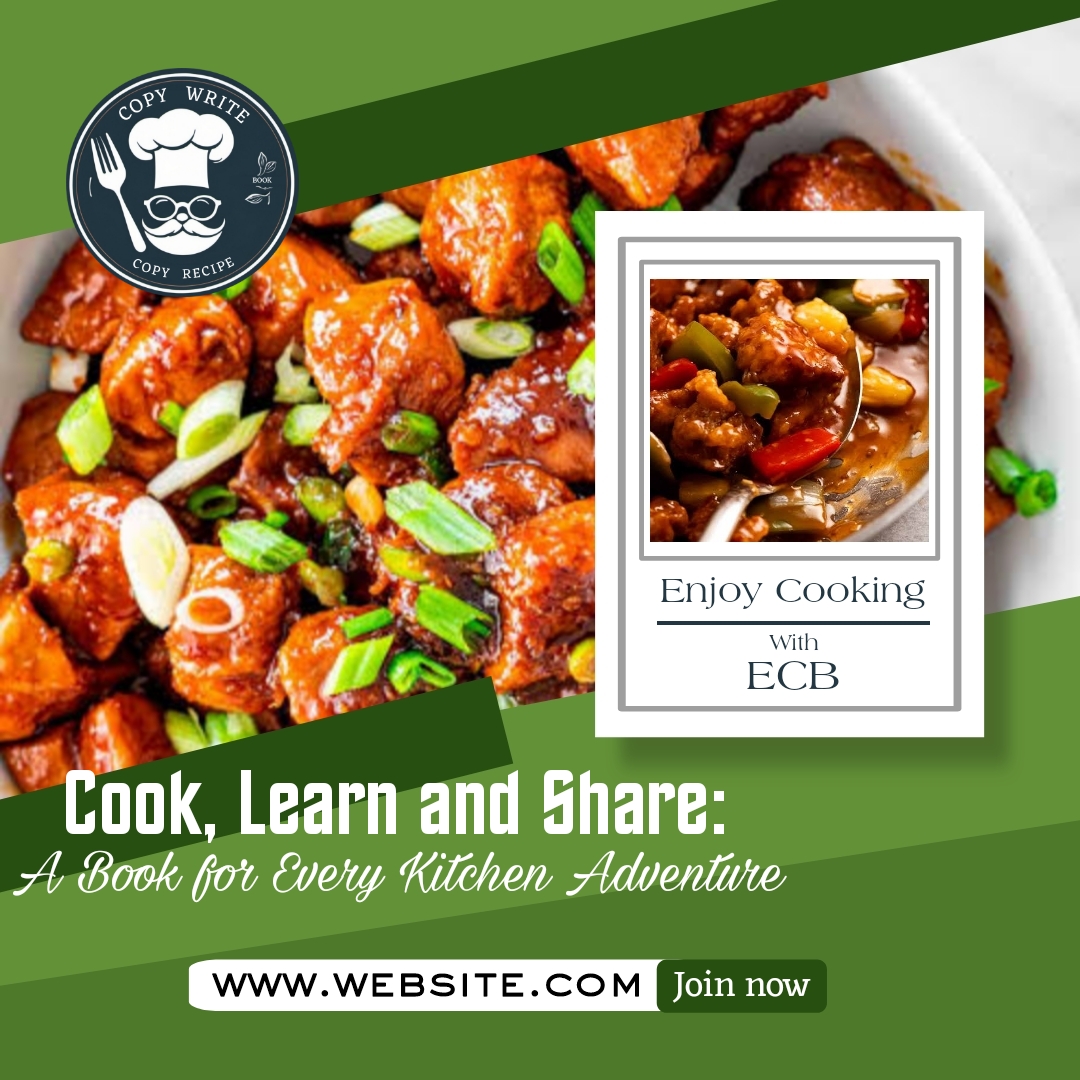 COPY WRITE
BOOK
COPY RECIPE
Enjoy Cooking
With
ECB
Cook, Learn and Share:
A Book for Every Kitchen Adventure
WWW.WEBSITE.COM
Join now